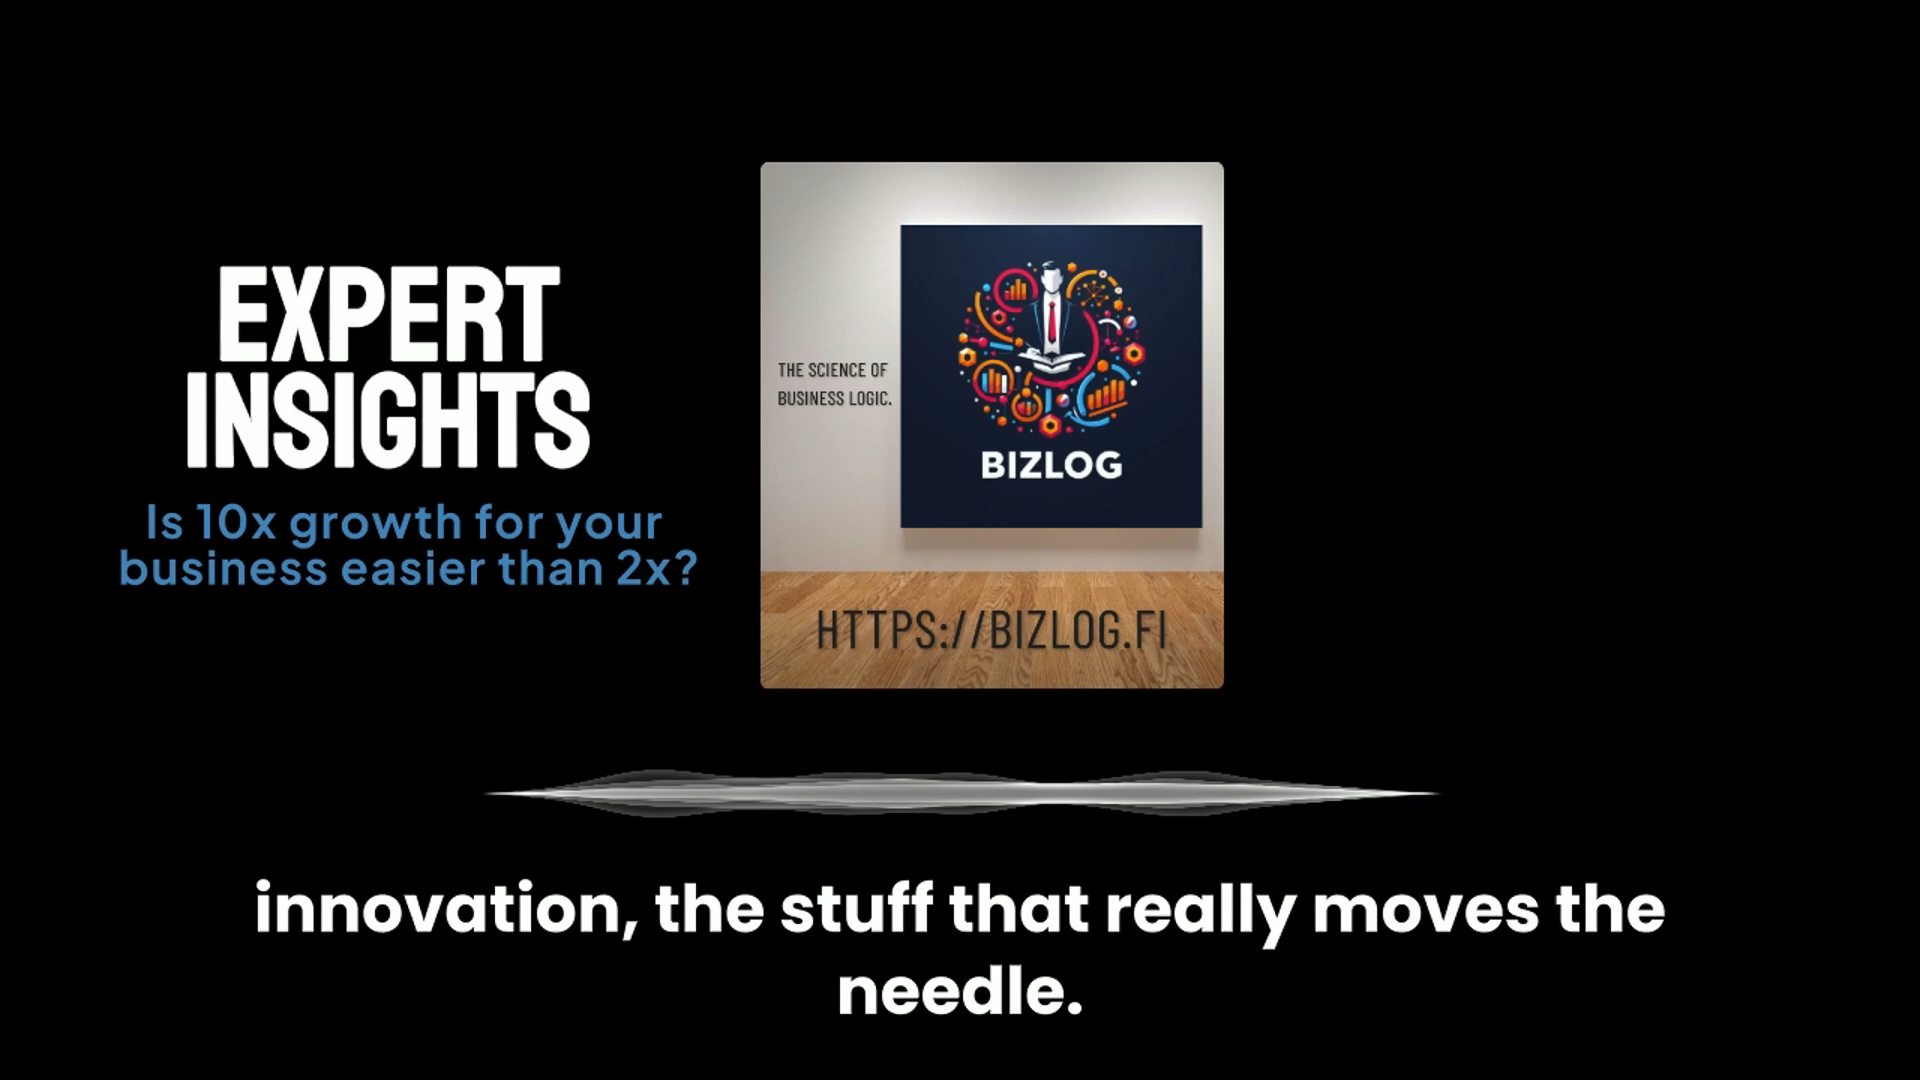 EXPERT
INSIGHTS
Is 10x growth for your
business easier than 2x?
THE SCIENCE OF
BUSINESS LOGIC.
BIZLOG
HTTPS://BIZLOG.FI
innovation, the stuff that really moves the
needle.